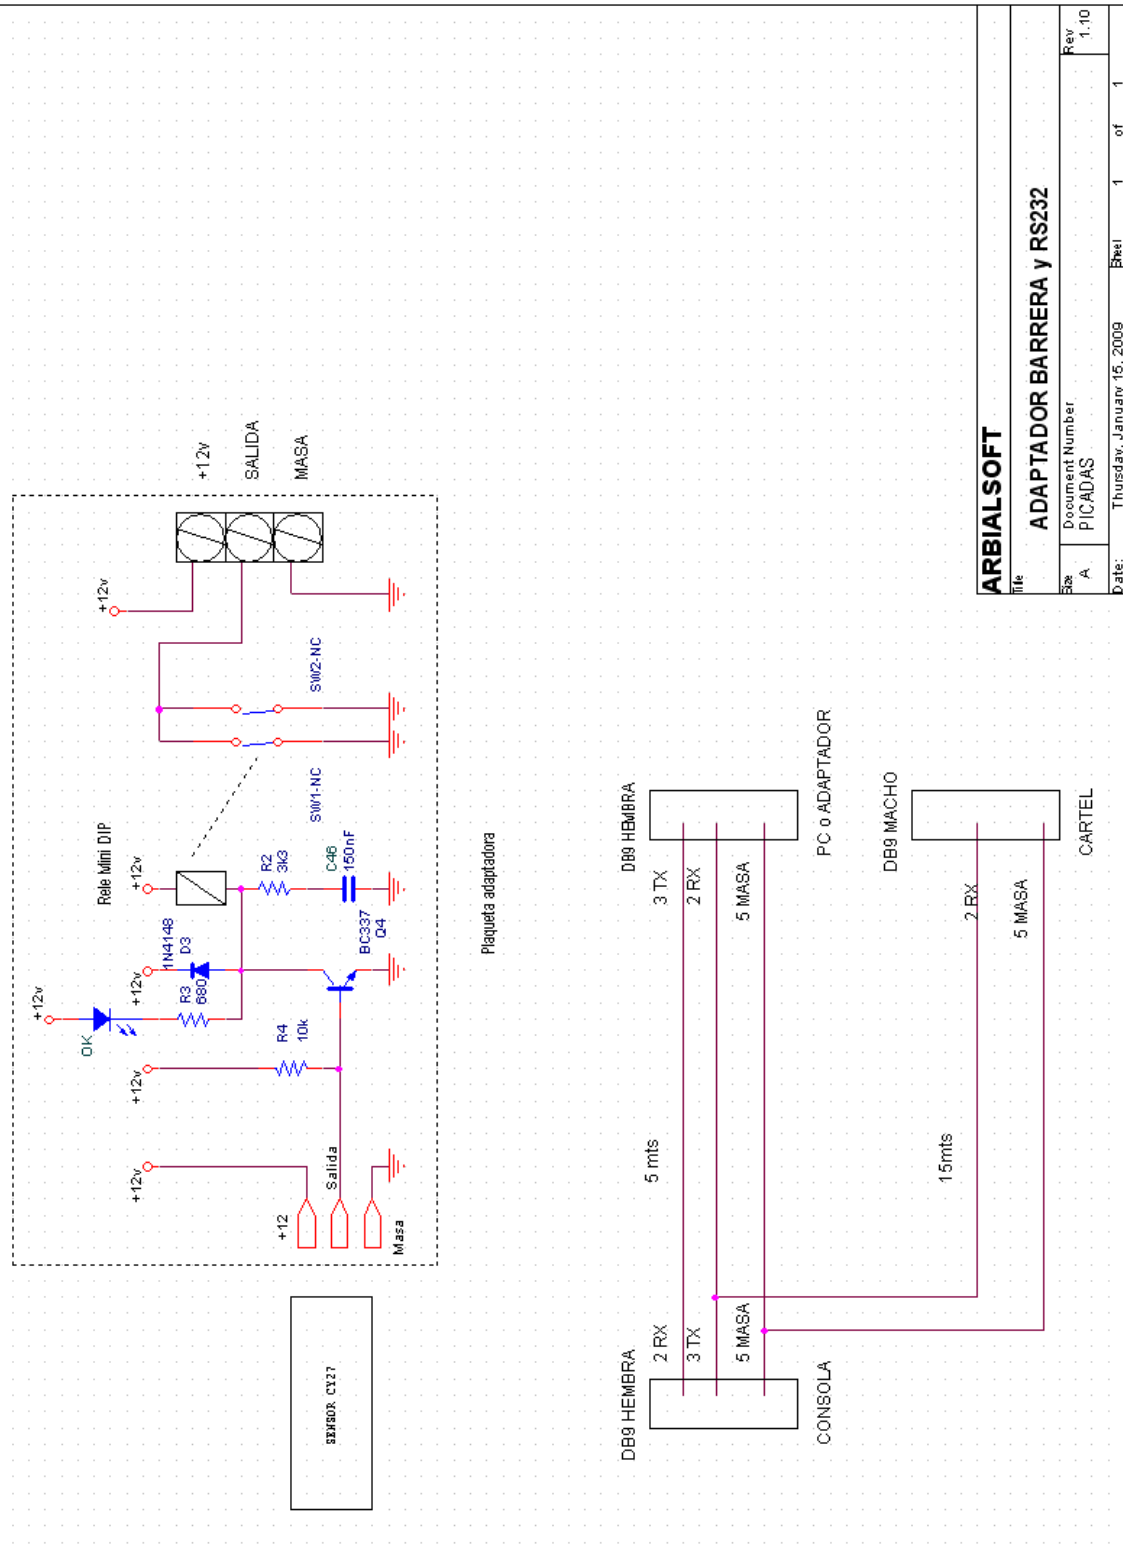 +12v
OK
+12v
R3
680
+12v
1N4148
D3
Rele Mini DIP
+12v
R2
3k3
C46
150nF
BC337
Q4
+12v
R4
10k
+12v
+12
Salida
Masa
SW1-NC
SW2-NC
+12v
+12v
SALIDA
MASA
SENSOR CY27
Plaqueta adaptadora
DB9 HEMBRA
2 RX
3 TX
5 MASA
CONSOLA
5 mts
DB9 HEMBRA
3 TX
2 RX
5 MASA
PC o ADAPTADOR
15mts
DB9 MACHO
2 RX
5 MASA
CARTEL
ARBIALSOFT
Title
ADAPTADOR BARRERA y RS232
Size
A
Document Number
PICADAS
Rev
1.10
Date: Thursday, January 15, 2009 Sheet 1 of 1